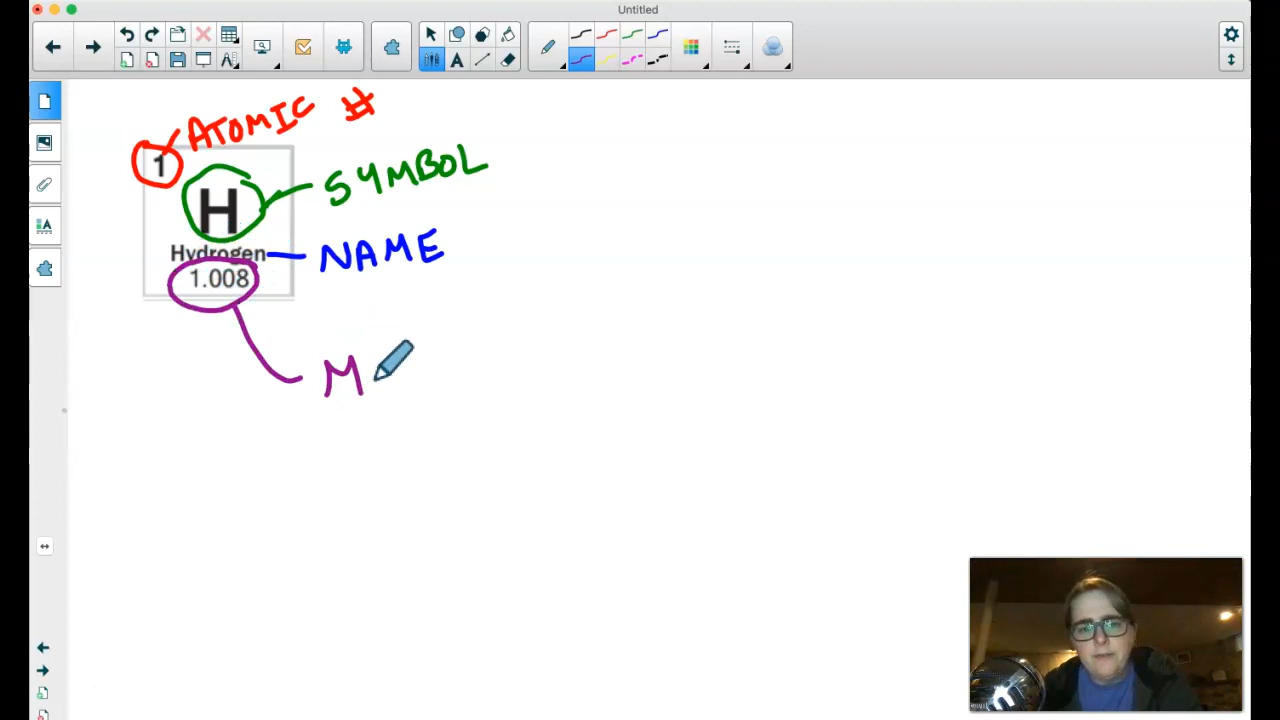 Untitled
ATOMIC #
1
SYMBOL
H
NAME
Hydrogen
1.008
M